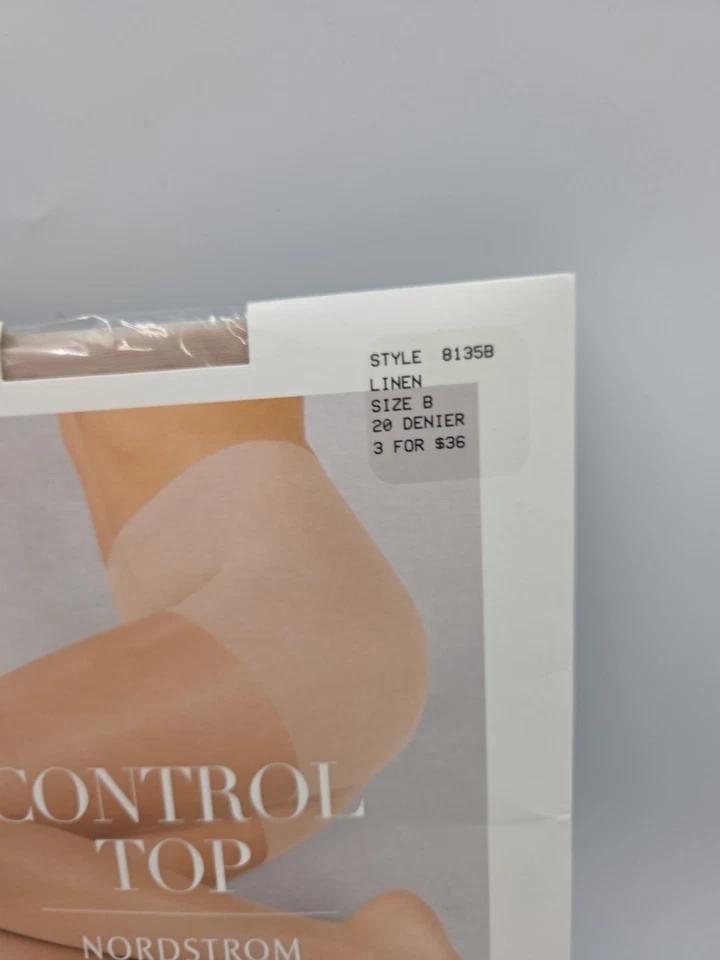 STYLE 8135B
LINEN
SIZE B
20 DENIER
3 FOR $36
CONTROL
TOP
NORDSTROM